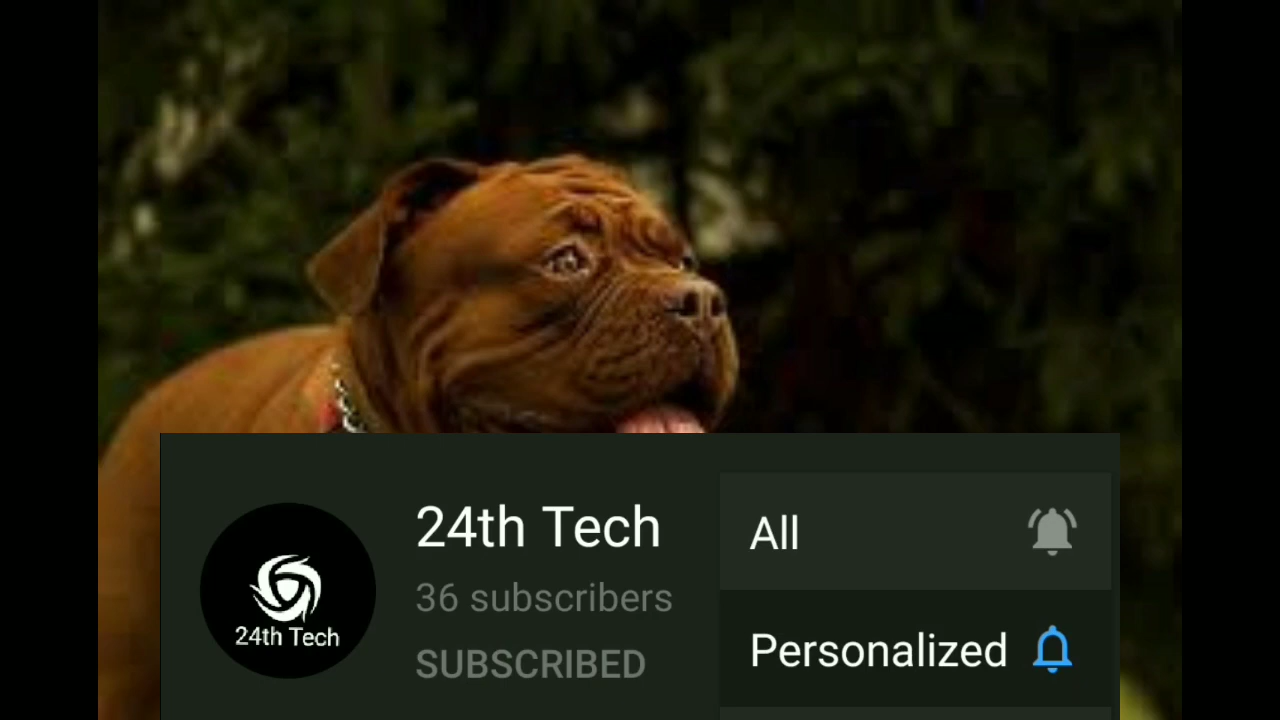 24th Tech
36 subscribers
SUBSCRIBED
24th Tech
All
Personalized